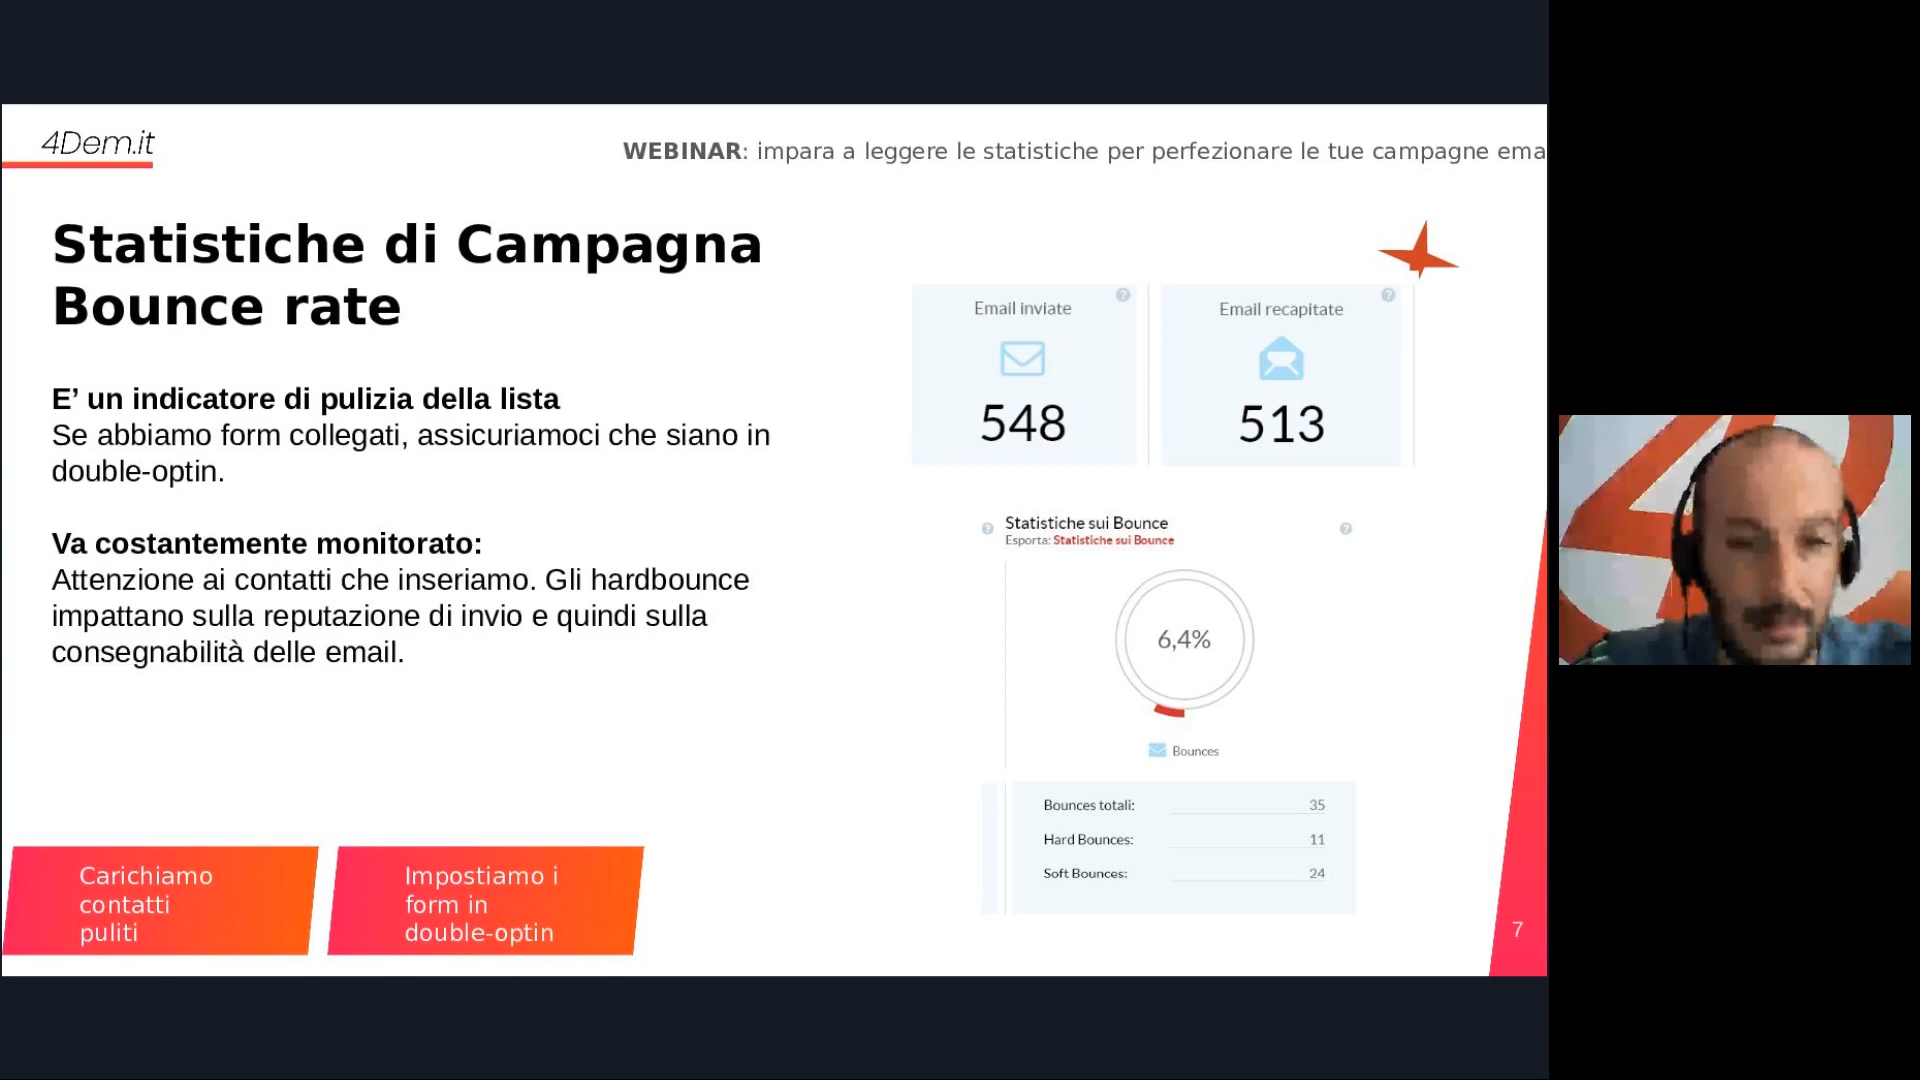 4Dem.it
WEBINAR: impara a leggere le statistiche per perfezionare le tue campagne ema
Statistiche di Campagna
Bounce rate
E’ un indicatore di pulizia della lista
Se abbiamo form collegati, assicuriamoci che siano in
double-optin.
Va costantemente monitorato:
Attenzione ai contatti che inseriamo. Gli hardbounce
impattano sulla reputazione di invio e quindi sulla
consegnabilità delle email.
Carichiamo
contatti
puliti
Impostiamo i
form in
double-optin
Email inviate
?
548
Email recapitate
?
513
? Statistiche sui Bounce ?
Esporta: Statistiche sui Bounce
6,4%
Bounces
Bounces totali: 35
Hard Bounces: 11
Soft Bounces: 24
7